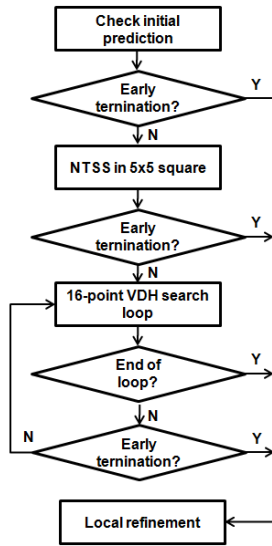 Check initial
prediction
Early
ternination?
Y
N
NTSS in 5x5 square
Early
termination?
Y
N
16-point VDH search
loop
End of
loop?
Y
N
N
Early
termination?
Y
Local refinement